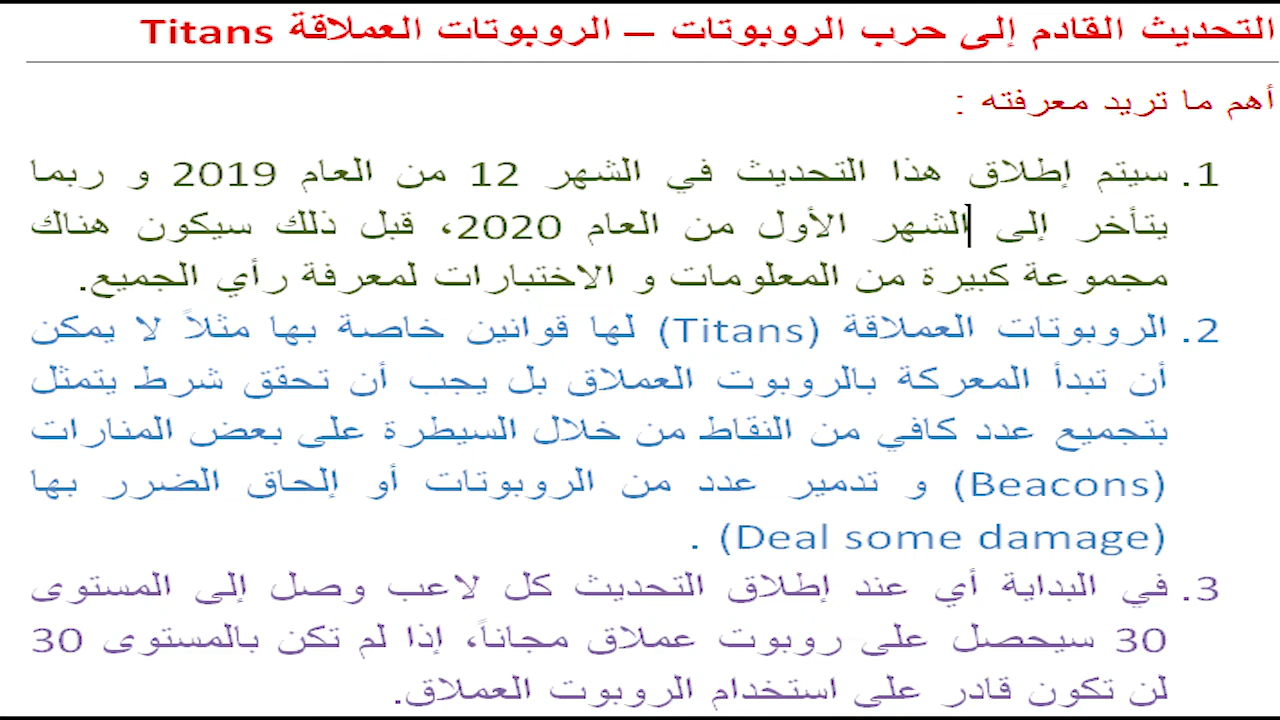 التحديث القادم إلى حرب الروبوتات – الروبوتات العملاقة Titans
أهم ما تريد معرفته :
1. سيتم إطلاق هذا التحديث في الشهر 12 من العام 2019 و ربما
يتأخر إلى الشهر الأول من العام 2020، قبل ذلك سيكون هناك
مجموعة كبيرة من المعلومات و الاختبارات لمعرفة رأي الجميع.
2. الروبوتات العملاقة (Titans) لها قوانين خاصة بها مثلاً لا يمكن
أن تبدأ المعركة بالروبوت العملاق بل يجب أن تحقق شرط يتمثل
بتجميع عدد كافي من النقاط من خلال السيطرة على بعض المنارات
(Beacons) و تدمير عدد من الروبوتات أو إلحاق الضرر بها
(Deal some damage) .
3. في البداية أي عند إطلاق التحديث كل لاعب وصل إلى المستوى
30 سيحصل على روبوت عملاق مجاناً، إذا لم تكن بالمستوى 30
لن تكون قادر على استخدام الروبوت العملاق.